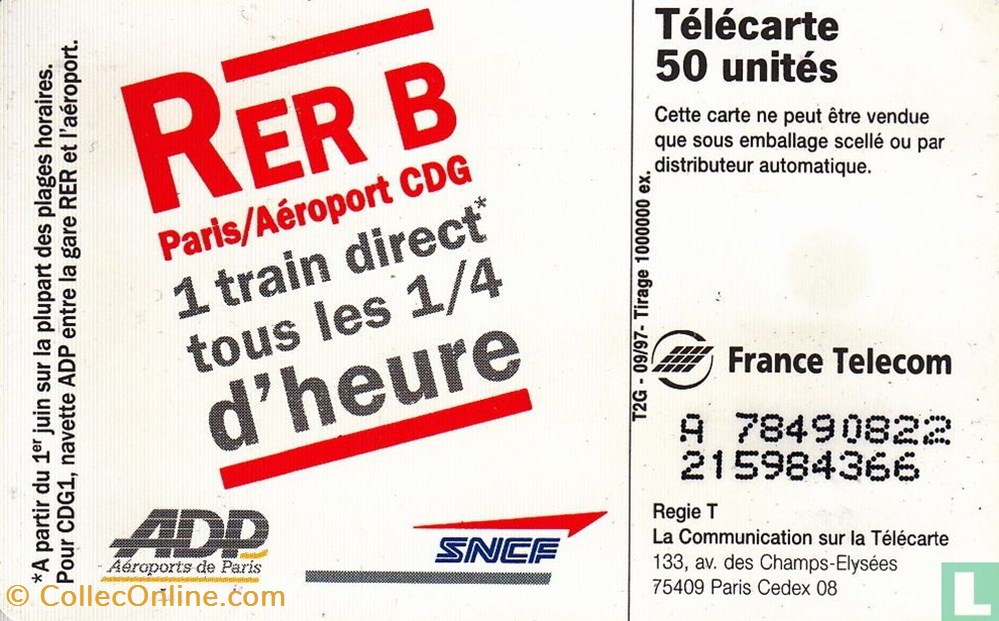 *A partir du 1er juin sur la plupart des plages horaires.
Pour CDG1, navette ADP entre la gare RER et l'aéroport.
RER B
Paris/Aéroport CDG
1 train direct*
tous les 1/4
d'heure
ADP
Aéroports de Paris
SNCF
T2G - 09/97- Tirage 1000000 ex.
Télécarte
50 unités
Cette carte ne peut être vendue
que sous emballage scellé ou par
distributeur automatique.
France Telecom
A 78490822
215984366
Regie T
La Communication sur la Télécarte
133, av. des Champs-Elysées
75409 Paris Cedex 08
© CollecOnline.com
L